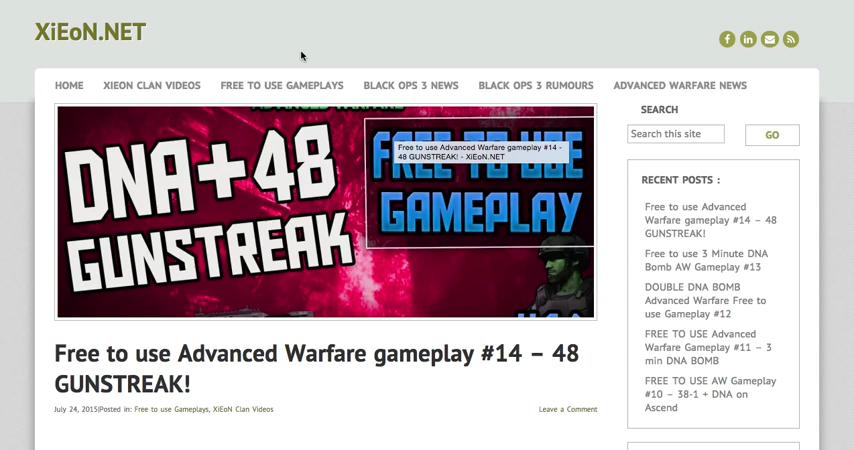 XiEoN.NET
HOME XIEON CLAN VIDEOS FREE TO USE GAMEPLAYS BLACK OPS 3 NEWS BLACK OPS 3 RUMOURS ADVANCED WARFARE NEWS
DNA+48
GUNSTREAK
FREE TO USE
GAMEPLAY
Free to use Advanced Warfare gameplay #14 -
48 GUNSTREAK! - XiEoN.NET
Free to use Advanced Warfare gameplay #14 – 48
GUNSTREAK!
July 24, 2015|Posted in: Free to use Gameplays, XiEoN Clan Videos
Leave a Comment
SEARCH
Search this site
GO
RECENT POSTS :
Free to use Advanced
Warfare gameplay #14 – 48
GUNSTREAK!
Free to use 3 Minute DNA
Bomb AW Gameplay #13
DOUBLE DNA BOMB
Advanced Warfare Free to
use Gameplay #12
FREE TO USE Advanced
Warfare Gameplay #11 – 3
min DNA BOMB
FREE TO USE AW Gameplay
#10 – 38-1 + DNA on
Ascend